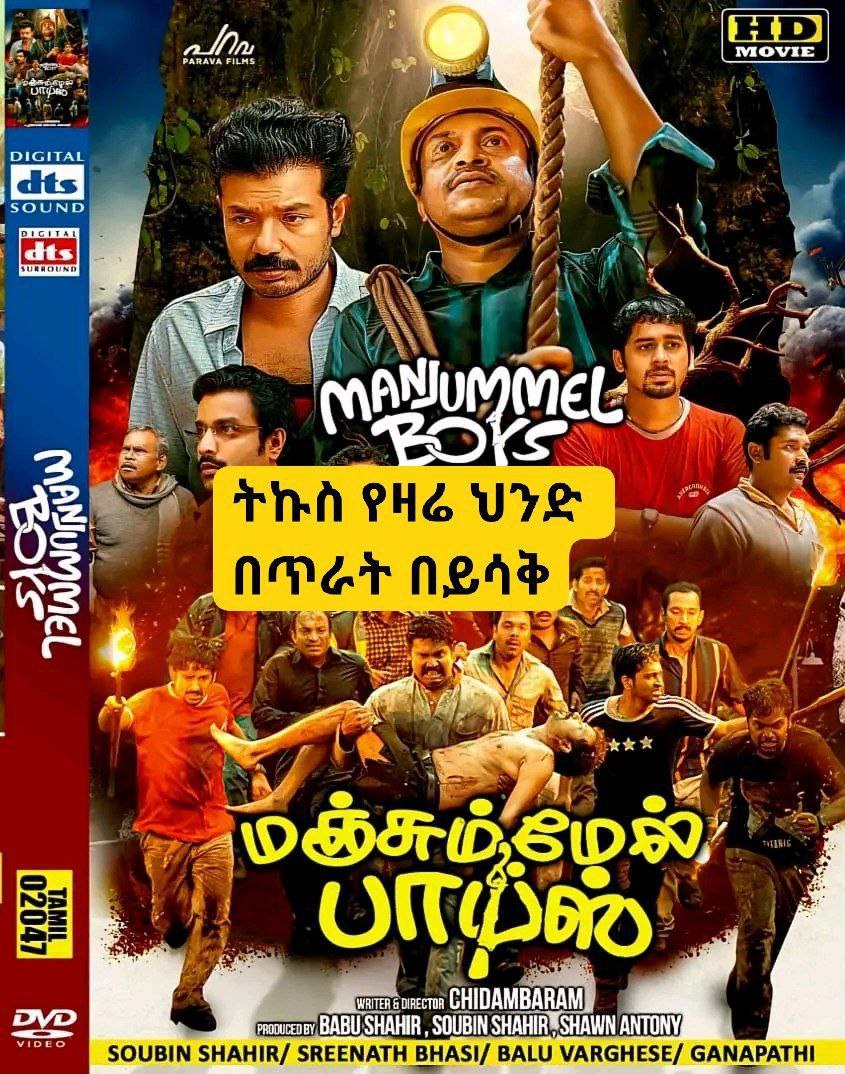 പറവ
PARAVA FILMS
HD
MOVIE
DIGITAL
dts
SOUND
DIGITAL
dts
SURROUND
MANJUMMEL
BOYS
ትኩስ የዛሬ ህንድ
በጥራት በይሳቅ
MANJUMMEL
BOYS
மஞ்சும்மேல்
பாய்ஸ்
TAMIL
02047
DVD
VIDEO
WRITER & DIRECTOR CHIDAMBARAM
PRODUCED BY BABU SHAHIR, SOUBIN SHAHIR, SHAWN ANTONY
SOUBIN SHAHIR/ SREENATH BHASI/ BALU VARGHESE/ GANAPATHI